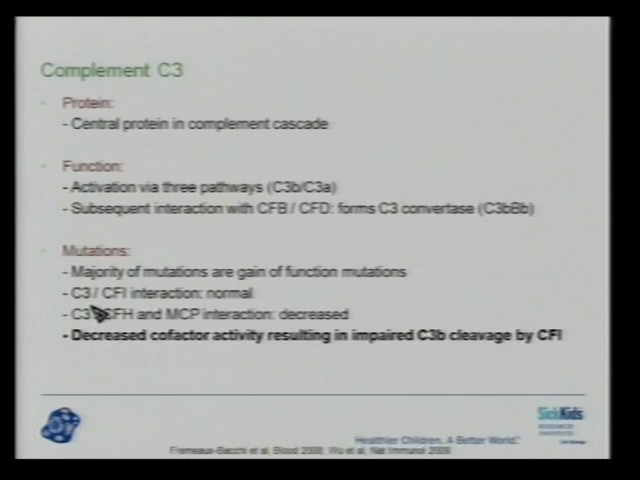 Complement C3
- Protein:
- Central protein in complement cascade
- Function:
- Activation via three pathways (C3b/C3a)
- Subsequent interaction with CFB / CFD: forms C3 convertase (C3bBb)
- Mutations:
- Majority of mutations are gain of function mutations
- C3 / CFI interaction: normal
- C3 CFH and MCP interaction: decreased
- Decreased cofactor activity resulting in impaired C3b cleavage by CFI
SickKids
Healthier Children. A Better World.
Fremeaux-Bacchi et al, Blood 2008; Wu et al, Nat Immunol 2009